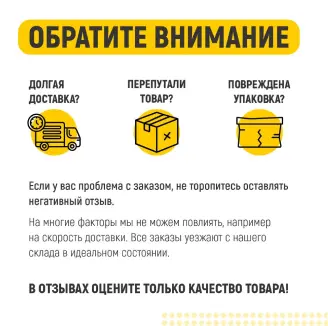 ОБРАТИТЕ ВНИМАНИЕ
ДОЛГАЯ
ДОСТАВКА?
ПЕРЕПУТАЛИ
ТОВАР?
ПОВРЕЖДЕНА
УПАКОВКА?
Если у вас проблема с заказом, не торопитесь оставлять
негативный отзыв.
На многие факторы мы не можем повлиять, например
на скорость доставки. Все заказы уезжают с нашего
склада в идеальном состоянии.
В ОТЗЫВАХ ОЦЕНИТЕ ТОЛЬКО КАЧЕСТВО ТОВАРА!